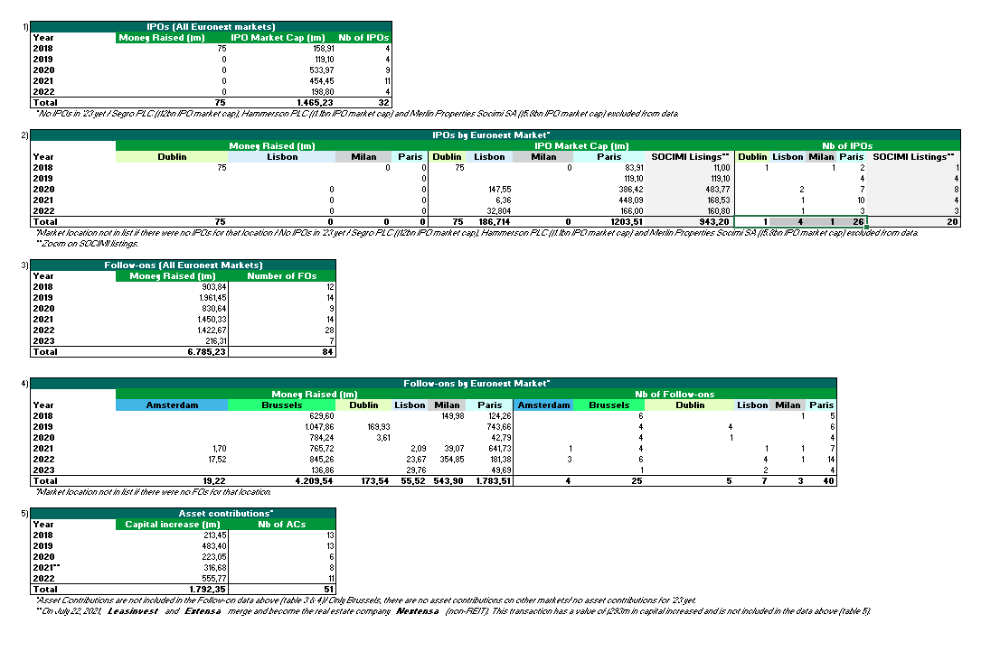 1) IPOs (All Euronext markets)
Year Money Raised (¡m) IPO Market Cap (¡m) Nb of IPOs
2018 75 158,91 4
2019 0 119,10 4
2020 0 533,97 9
2021 0 454,45 11
2022 0 198,80 4
Total 75 1.465,23 32
*No IPOs in '23 yet / Segro PLC (¡12bn IPO market cap), Hammerson PLC (¡1.1bn IPO market cap) and Merlin Properties Socimi SA (¡5.8bn IPO market cap) excluded from data.
2) IPOs by Euronext Market*
Money Raised (¡m) IPO Market Cap (¡m) Nb of IPOs
Year Dublin Lisbon Milan Paris Dublin Lisbon Milan Paris SOCIMI Lisings** Dublin Lisbon Milan Paris SOCIMI Listings**
2018 75 0 0 75 0 83,91 11,00 1 1 2 1
2019 0 119,10 119,10 4 4
2020 0 0 147,55 386,42 483,77 2 7 8
2021 0 0 6,36 448,09 168,53 1 10 4
2022 0 0 32,804 166,00 160,80 1 3 3
Total 75 0 0 0 75 186,714 0 1203,51 943,20 1 4 1 26 20
*Market location not in list if there were no IPOs for that location / No IPOs in '23 yet / Segro PLC (¡12bn IPO market cap), Hammerson PLC (¡1.1bn IPO market cap) and Merlin Properties Socimi SA (¡5.8bn IPO market cap) excluded from data.
**Zoom on SOCIMI listings.
3) Follow-ons (All Euronext Markets)
Year Money Raised (¡m) Number of FOs
2018 903,84 12
2019 1.961,45 14
2020 830,64 9
2021 1.450,33 14
2022 1.422,67 28
2023 216,31 7
Total 6.785,23 84
4) Follow-ons by Euronext Market*
Money Raised (¡m) Nb of Follow-ons
Year Amsterdam Brussels Dublin Lisbon Milan Paris Amsterdam Brussels Dublin Lisbon Milan Paris
2018 629,60 149,98 124,26 6 1 5
2019 1.047,86 169,93 743,66 4 4 6
2020 784,24 3,61 42,79 4 1 4
2021 1,70 765,72 2,09 39,07 641,73 1 4 1 1 7
2022 17,52 845,26 23,67 354,85 181,38 3 6 4 1 14
2023 136,86 29,76 49,69 1 2 4
Total 19,22 4.209,54 173,54 55,52 543,90 1.783,51 4 25 5 7 3 40
*Market location not in list if there were no FOs for that location.
5) Asset contributions*
Year Capital increase (¡m) Nb of ACs
2018 213,45 13
2019 483,40 13
2020 223,05 6
2021** 316,68 8
2022 555,77 11
Total 1.792,35 51
*Asset Contributions are not included in the Follow-on data above (table 3 & 4)/ Only Brussels, there are no asset contributions on other markets/ no asset contributions for '23 yet.
**On July 22, 2021, Leasinvest and Extensa merge and become the real estate company Nextensa (non-REIT). This transaction has a value of ¡293m in capital increased and is not included in the data above (table 5).